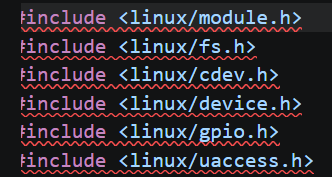 #include <linux/module.h>
#include <linux/fs.h>
#include <linux/cdev.h>
#include <linux/device.h>
#include <linux/gpio.h>
#include <linux/uaccess.h>